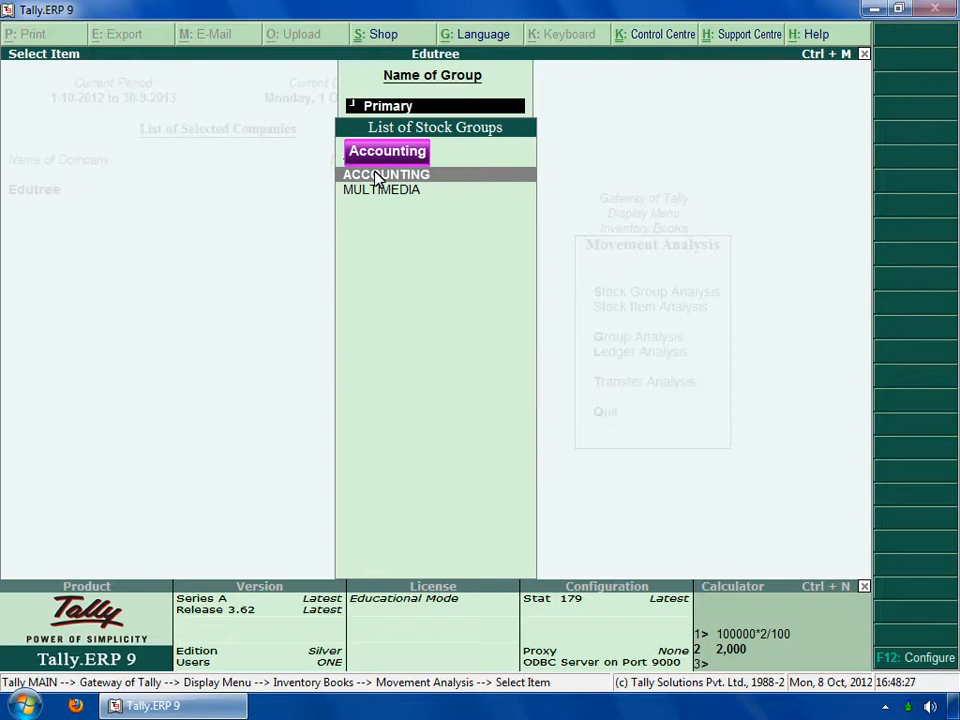 Tally.ERP 9
P: Print E: Export M: E-Mail O: Upload S: Shop G: Language K: Keyboard K: Control Centre H: Support Centre H: Help
Select Item Edutree Ctrl + M
Current Period
1-10-2012 to 30-9-2013
Current D
Monday, 1 O
List of Selected Companies
Name of Company
Edutree
Name of Group
Primary
List of Stock Groups
Accounting
ACCOUNTING
MULTIMEDIA
Gateway of Tally
Display Menu
Inventory Books
Movement Analysis
Stock Group Analysis
Stock Item Analysis
Group Analysis
Ledger Analysis
Transfer Analysis
Quit
Product Version License Configuration Calculator Ctrl + N
Tally
POWER OF SIMPLICITY
Tally.ERP 9
Series A Latest
Release 3.62 Latest
Edition Silver
Users ONE
Educational Mode
Stat 179 Latest
Proxy None
ODBC Server on Port 9000
1> 100000*2/100
2 2,000
3>
F12: Configure
Tally MAIN --> Gateway of Tally --> Display Menu --> Inventory Books --> Movement Analysis --> Select Item (c) Tally Solutions Pvt. Ltd., 1988-2 Mon, 8 Oct, 2012 16:48:27
Tally.ERP 9